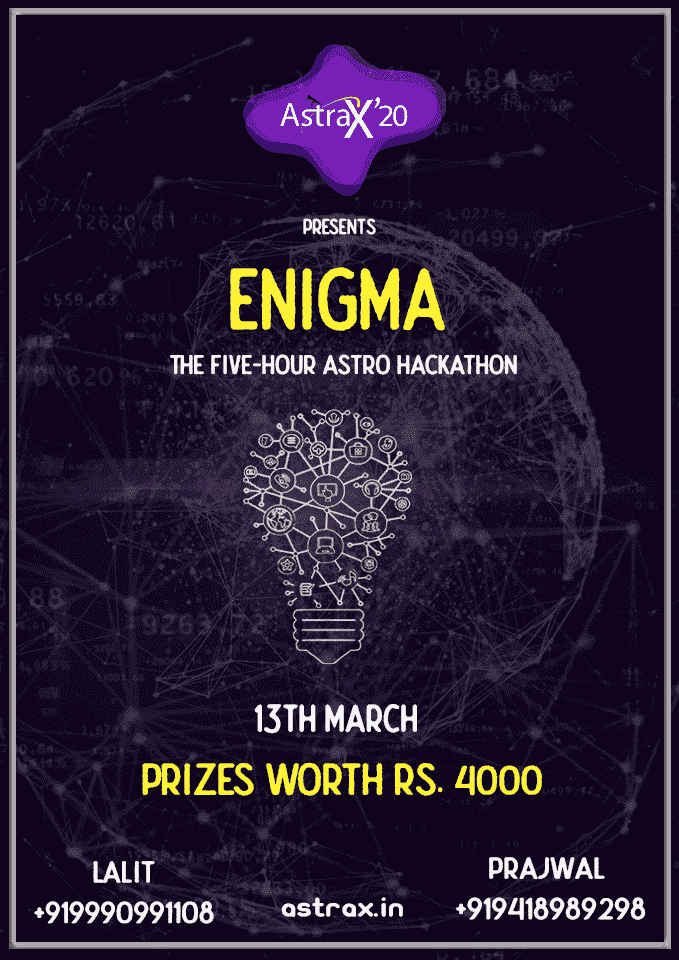 AstraX'20
PRESENTS
ENIGMA
THE FIVE-HOUR ASTRO HACKATHON
13TH MARCH
PRIZES WORTH RS. 4000
LALIT
+919990991108
astrax.in
PRAJWAL
+919418989298